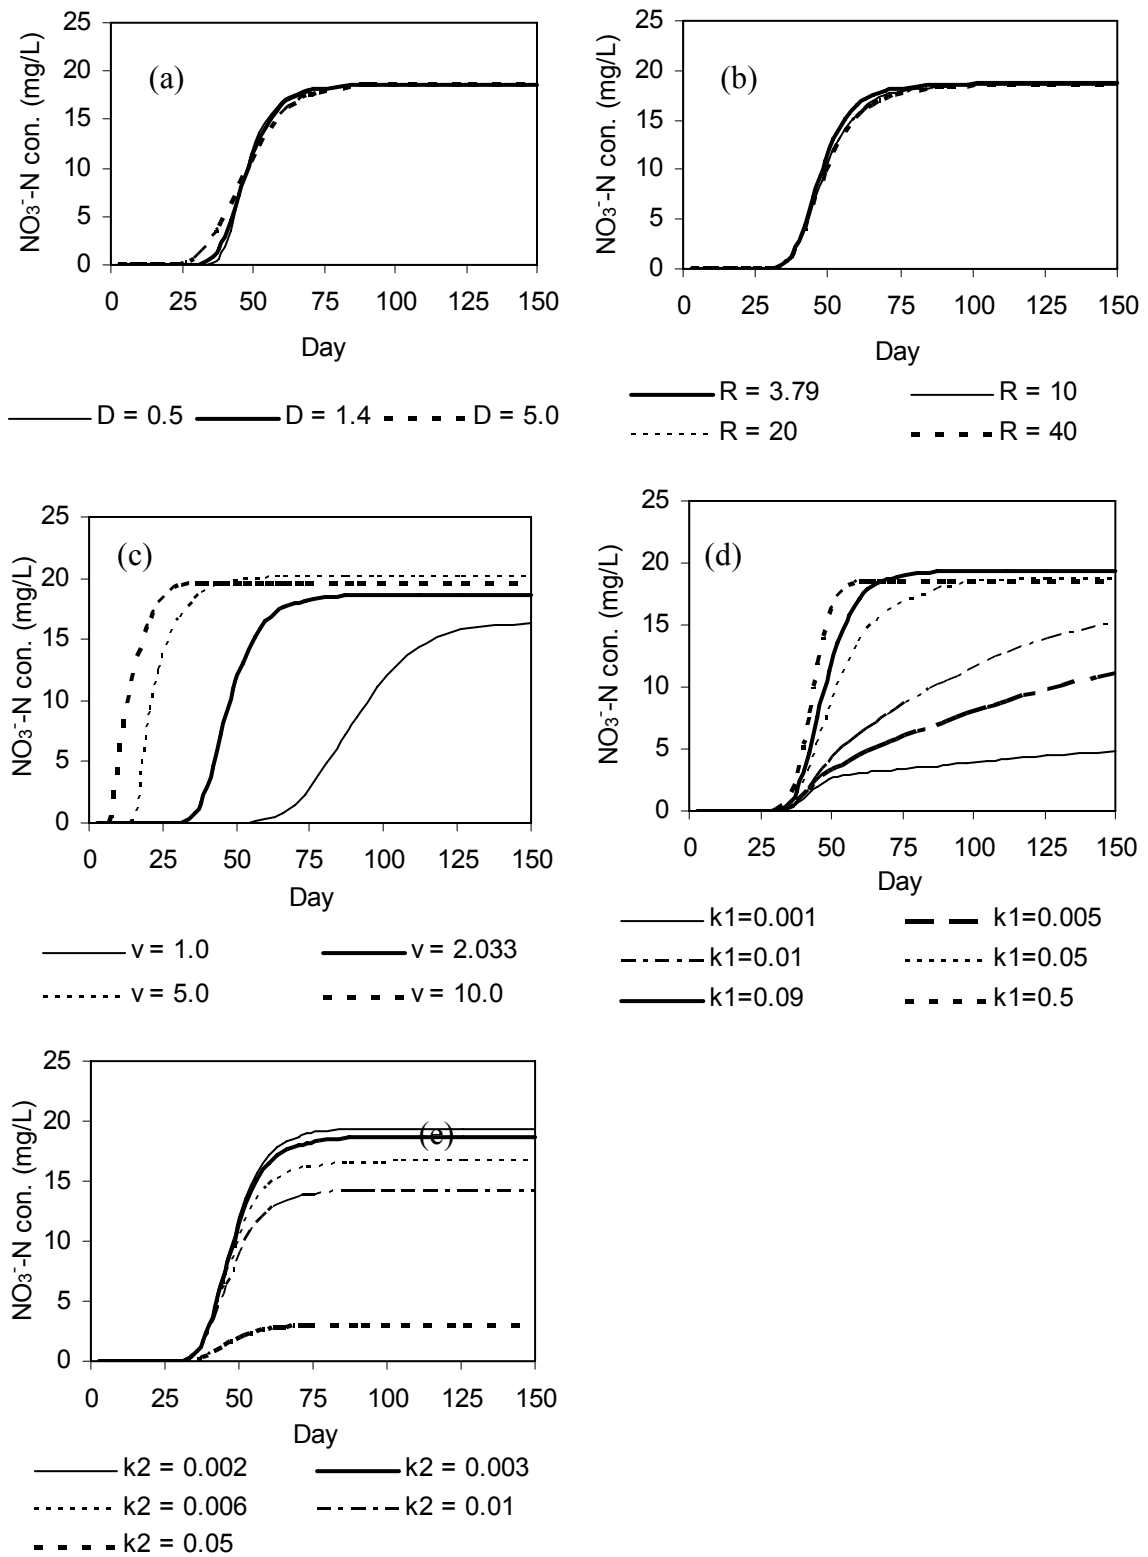 NO₃⁻-N con. (mg/L)
25
20
15
10
5
0
(a)
0 25 50 75 100 125 150
Day
D = 0.5 D = 1.4 D = 5.0
NO₃⁻-N con. (mg/L)
25
20
15
10
5
0
(b)
0 25 50 75 100 125 150
Day
R = 3.79 R = 10
R = 20 R = 40
NO₃⁻-N con. (mg/L)
25
20
15
10
5
0
(c)
0 25 50 75 100 125 150
Day
v = 1.0 v = 2.033
v = 5.0 v = 10.0
NO₃⁻-N con. (mg/L)
25
20
15
10
5
0
(d)
0 25 50 75 100 125 150
Day
k1=0.001 k1=0.005
k1=0.01 k1=0.05
k1=0.09 k1=0.5
NO₃⁻-N con. (mg/L)
25
20
15
10
5
0
(e)
0 25 50 75 100 125 150
Day
k2 = 0.002 k2 = 0.003
k2 = 0.006 k2 = 0.01
k2 = 0.05